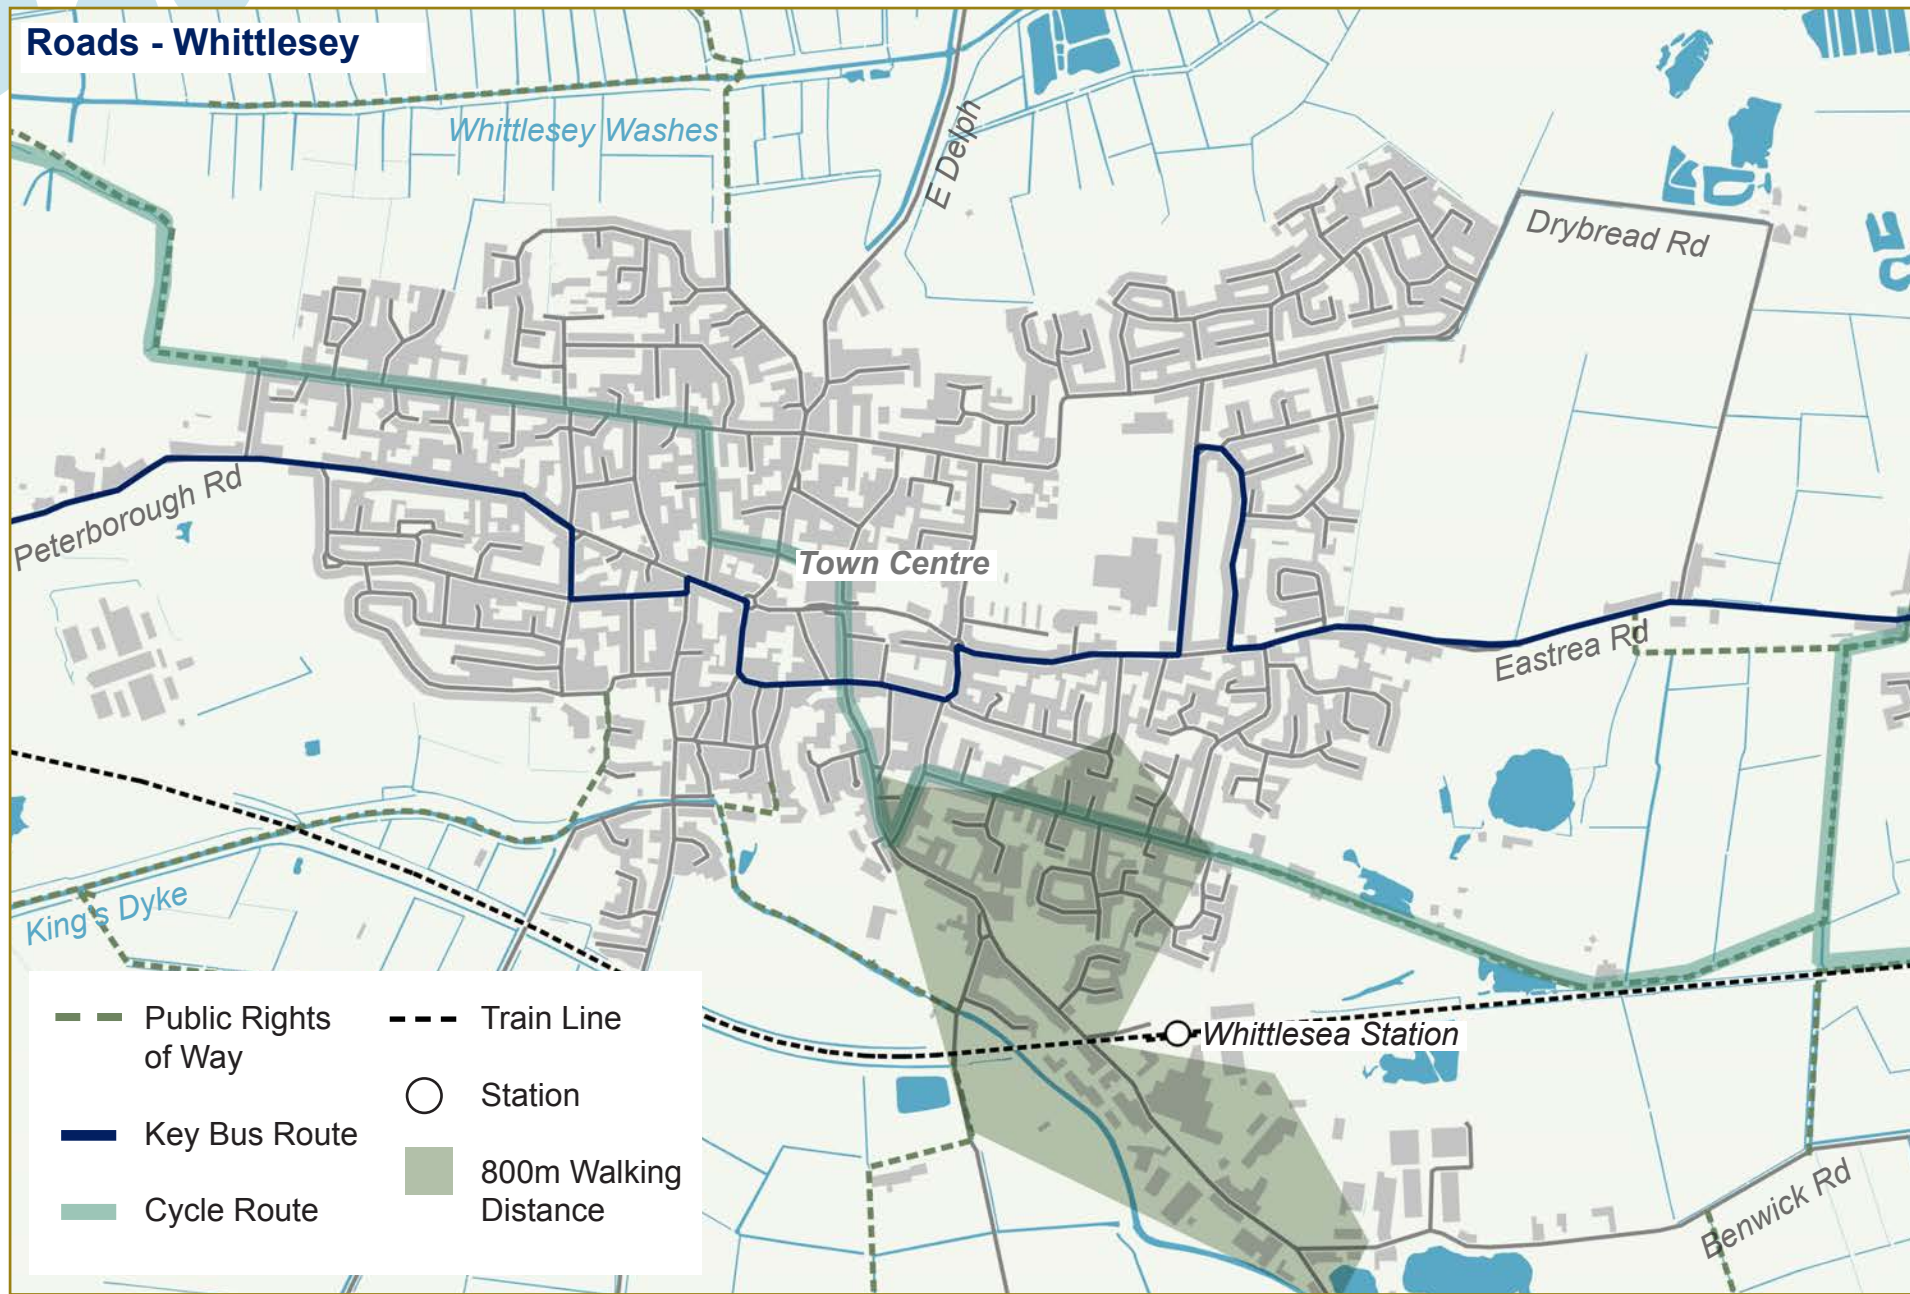 Roads - Whittlesey
Whittlesey Washes
E Delph
Drybread Rd
Peterborough Rd
Town Centre
Eastrea Rd
King's Dyke
Whittlesea Station
Benwick Rd
Public Rights
of Way
Key Bus Route
Cycle Route
Train Line
Station
800m Walking
Distance